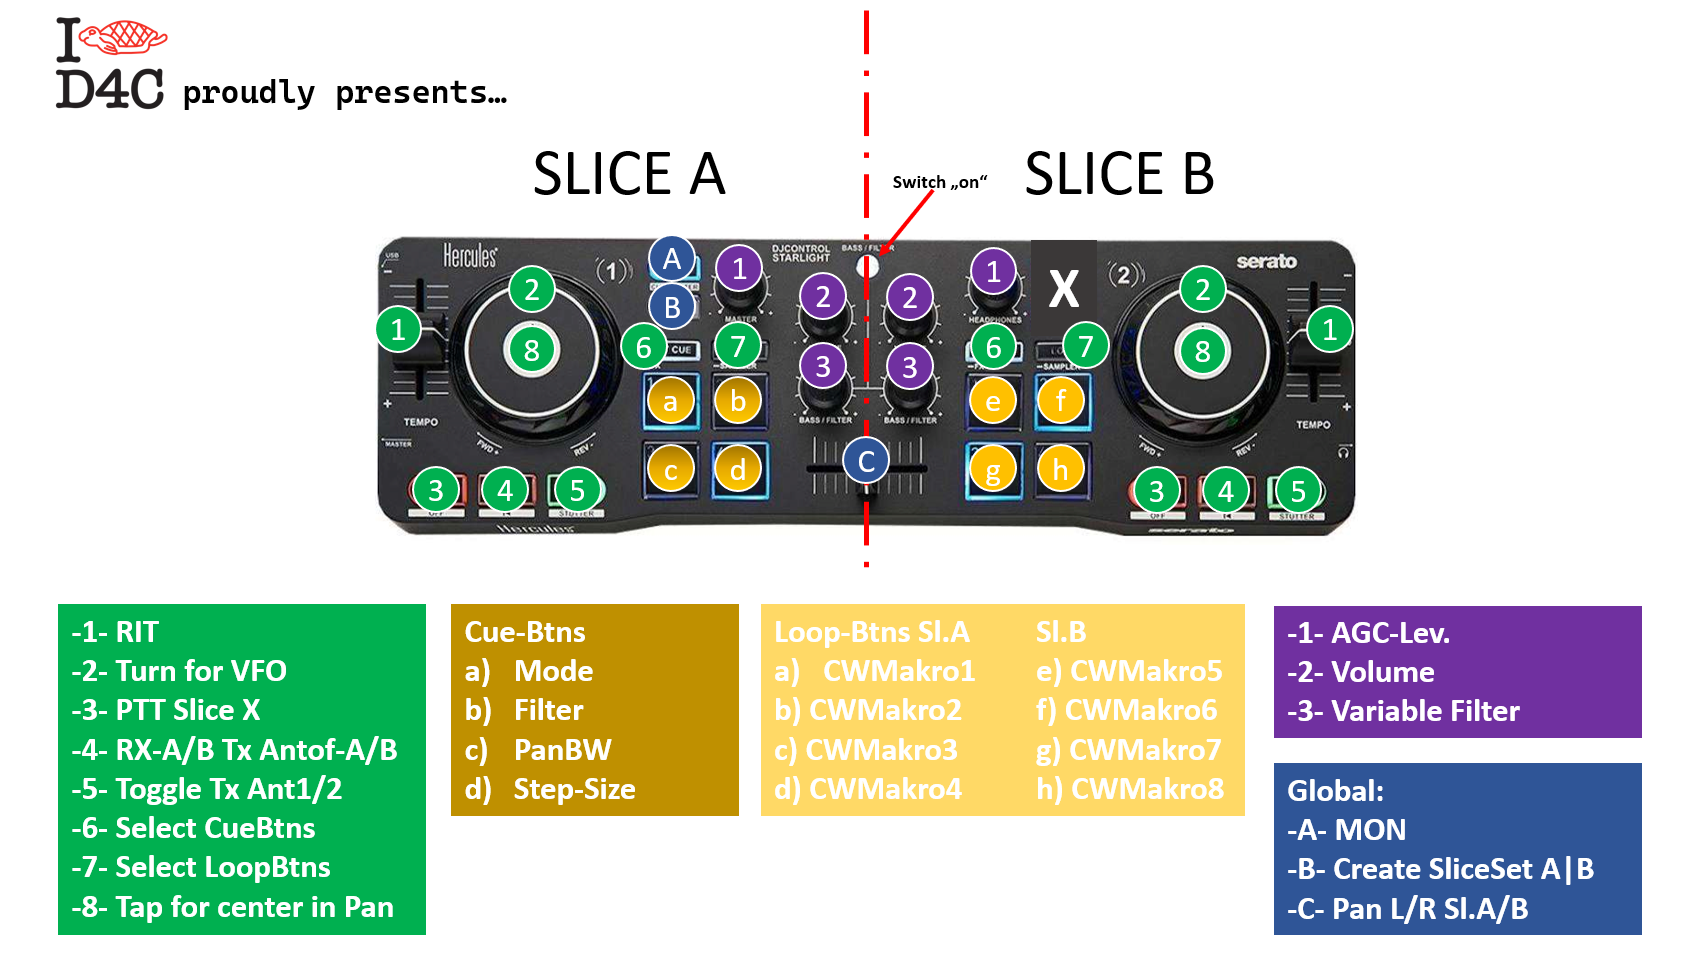 I
D4C proudly presents…
SLICE A
SLICE B
Switch „on“
Hercules
DJCONTROL
STARLIGHT
BASS / FILTER
serato
USB
(1)
(2)
A
B
1
2
1
2
MASTER
HEADPHONES
X
2
8
1
2
8
1
6
CUE
7
3
3
6
7
SAMPLER
a
b
e
f
BASS / FILTER
BASS / FILTER
TEMPO
TEMPO
MASTER
FWD +
REV -
FWD +
REV -
c
d
C
g
h
3
4
5
3
4
5
OFF
STUTTER
OFF
STUTTER
Hercules
serato
-1- RIT
-2- Turn for VFO
-3- PTT Slice X
-4- RX-A/B Tx Antof-A/B
-5- Toggle Tx Ant1/2
-6- Select CueBtns
-7- Select LoopBtns
-8- Tap for center in Pan
Cue-Btns
a) Mode
b) Filter
c) PanBW
d) Step-Size
Loop-Btns Sl.A
a) CWMakro1
b) CWMakro2
c) CWMakro3
d) CWMakro4
Sl.B
e) CWMakro5
f) CWMakro6
g) CWMakro7
h) CWMakro8
-1- AGC-Lev.
-2- Volume
-3- Variable Filter
Global:
-A- MON
-B- Create SliceSet A|B
-C- Pan L/R Sl.A/B